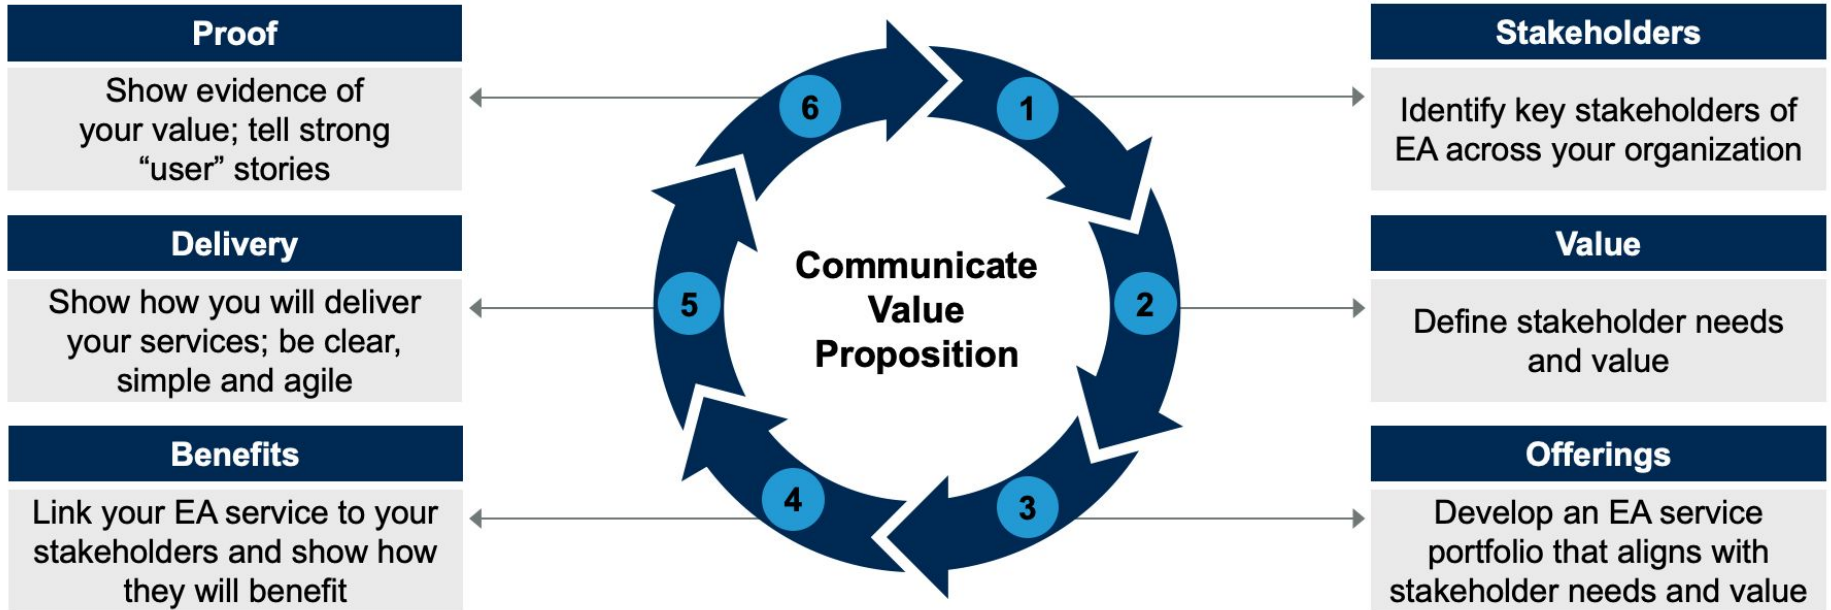 Proof
Show evidence of
your value; tell strong
“user” stories
Delivery
Show how you will deliver
your services; be clear,
simple and agile
Benefits
Link your EA service to your
stakeholders and show how
they will benefit
6
1
5
2
4
3
Communicate
Value
Proposition
Stakeholders
Identify key stakeholders of
EA across your organization
Value
Define stakeholder needs
and value
Offerings
Develop an EA service
portfolio that aligns with
stakeholder needs and value